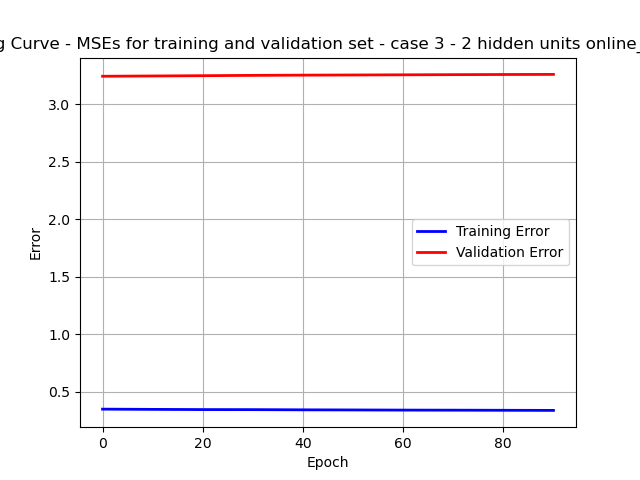 g Curve - MSEs for training and validation set - case 3 - 2 hidden units online_
3.0
2.5
2.0
1.5
1.0
0.5
Error
Training Error
Validation Error
0 20 40 60 80
Epoch